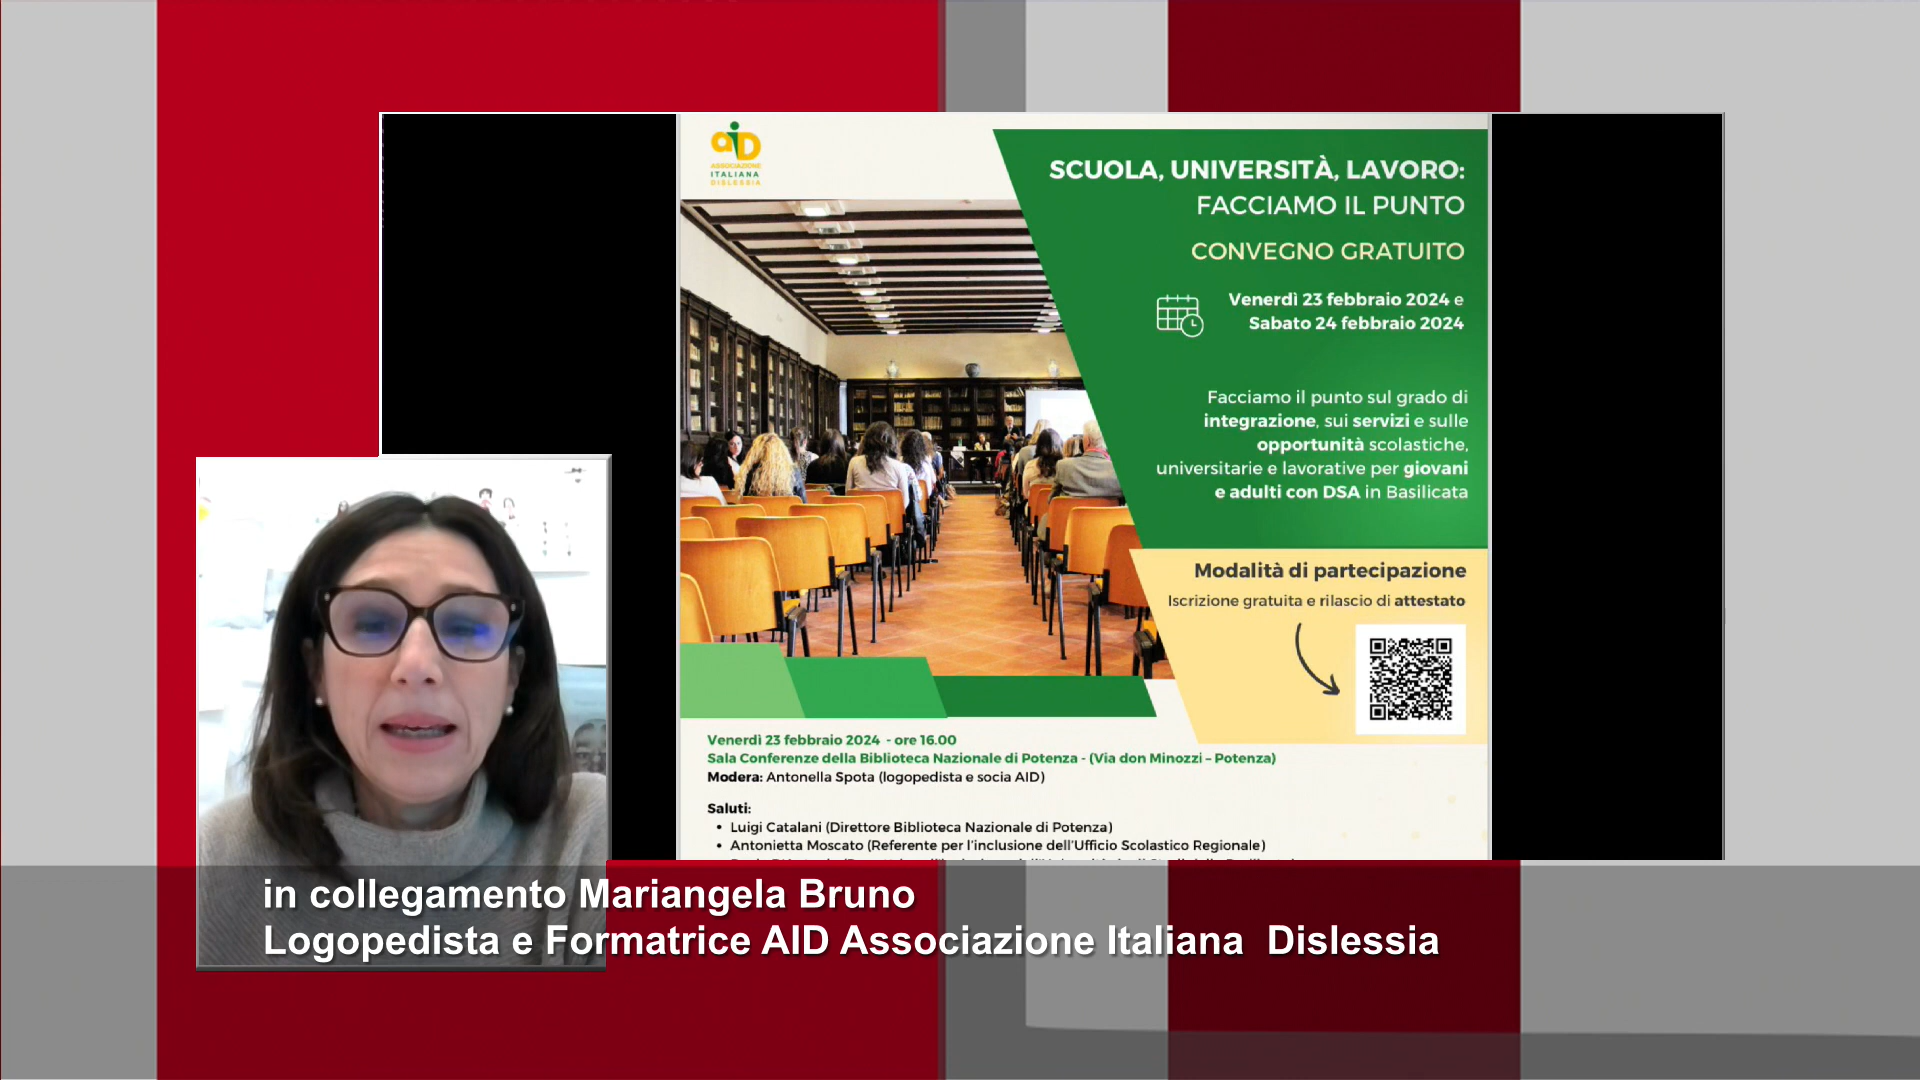 aiD
ASSOCIAZIONE
ITALIANA
DISLESSIA
SCUOLA, UNIVERSITÀ, LAVORO:
FACCIAMO IL PUNTO
CONVEGNO GRATUITO
Venerdì 23 febbraio 2024 e
Sabato 24 febbraio 2024
Facciamo il punto sul grado di
integrazione, sui servizi e sulle
opportunità scolastiche,
universitarie e lavorative per giovani
e adulti con DSA in Basilicata
Modalità di partecipazione
Iscrizione gratuita e rilascio di attestato
Venerdì 23 febbraio 2024 - ore 16.00
Sala Conferenze della Biblioteca Nazionale di Potenza - (Via don Minozzi – Potenza)
Modera: Antonella Spota (logopedista e socia AID)
Saluti:
• Luigi Catalani (Direttore Biblioteca Nazionale di Potenza)
• Antonietta Moscato (Referente per l'inclusione dell'Ufficio Scolastico Regionale)
in collegamento Mariangela Bruno
Logopedista e Formatrice AID Associazione Italiana Dislessia